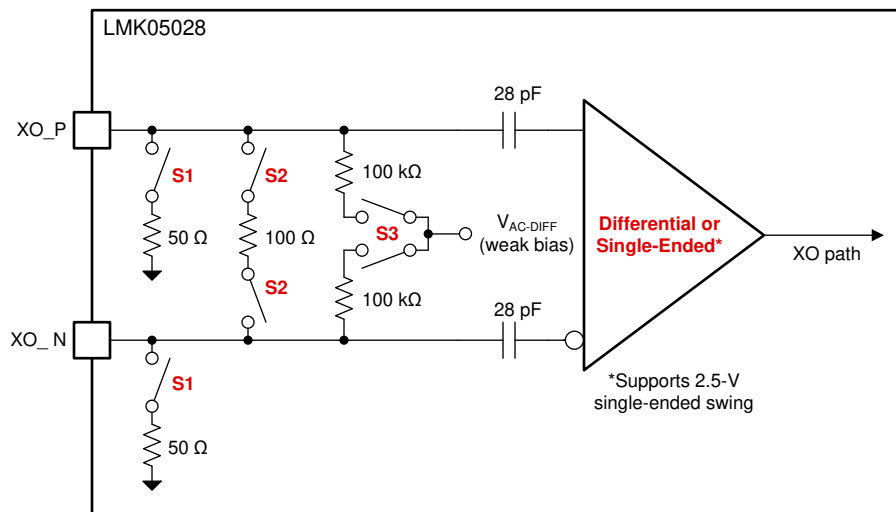 LMK05028
28 pF
XO_P
S1
S2
100 kΩ
50 Ω
100 Ω
S3
V_AC-DIFF
(weak bias)
Differential or
Single-Ended*
XO path
S2
100 kΩ
28 pF
XO_ N
S1
50 Ω
*Supports 2.5-V
single-ended swing